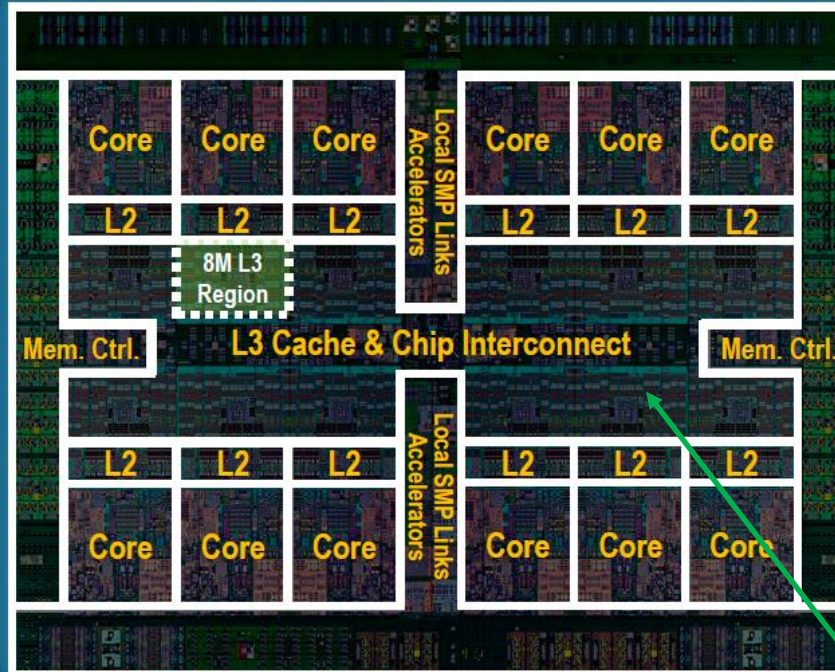 Core Core Core Local SMP Links Accelerators Core Core Core
L2 L2 L2 L2 L2 L2
8M L3
Region
Mem. Ctrl. L3 Cache & Chip Interconnect Mem. Ctrl.
L2 L2 L2 Local SMP Links Accelerators L2 L2 L2
Core Core Core Core Core Core